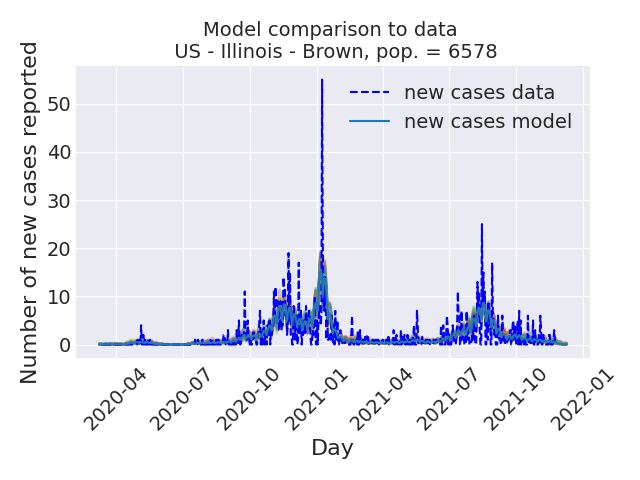 Model comparison to data
US - Illinois - Brown, pop. = 6578
Number of new cases reported
50
40
30
20
10
0
new cases data
new cases model
2020-04
2020-07
2020-10
2021-01
2021-04
2021-07
2021-10
2022-01
Day